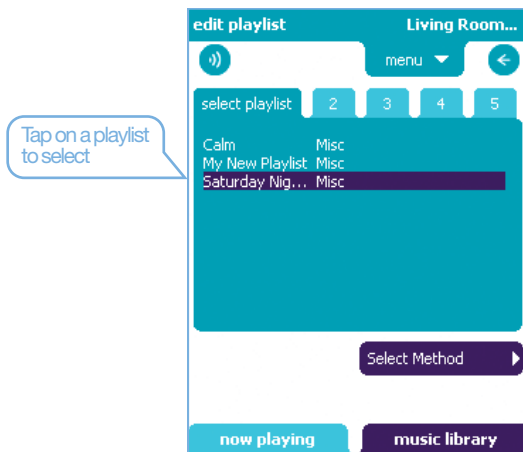 edit playlist Living Room...
menu
select playlist 2 3 4 5
Tap on a playlist
to select
Calm Misc
My New Playlist Misc
Saturday Nig... Misc
Select Method
now playing music library